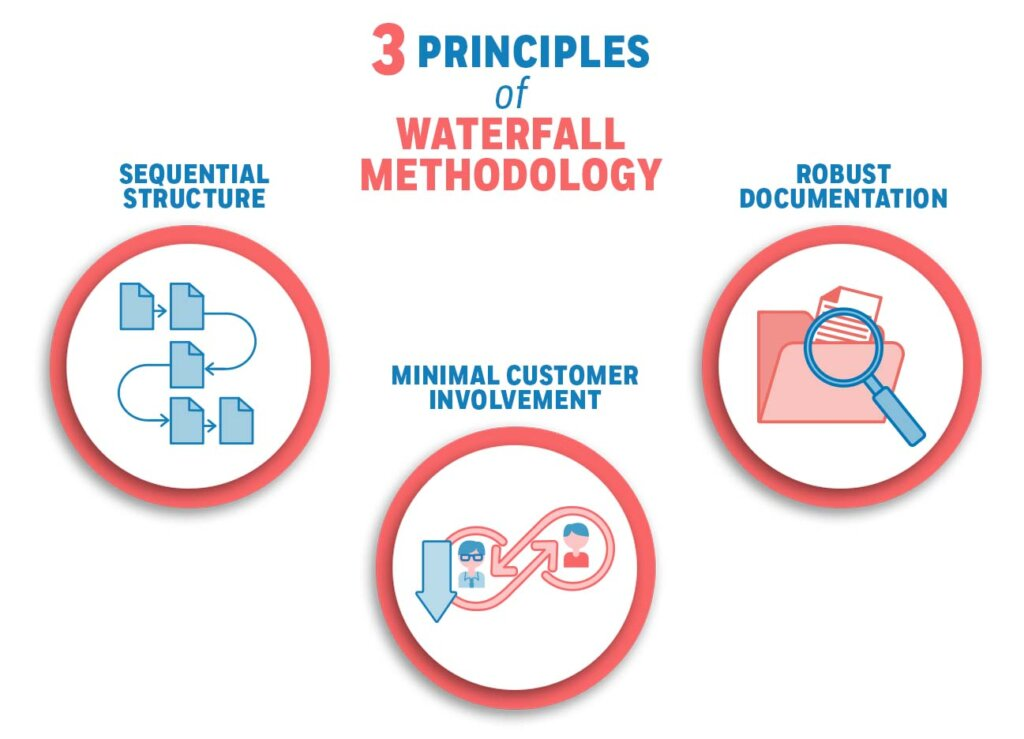 3 PRINCIPLES
of
WATERFALL
METHODOLOGY
SEQUENTIAL
STRUCTURE
MINIMAL CUSTOMER
INVOLVEMENT
ROBUST
DOCUMENTATION